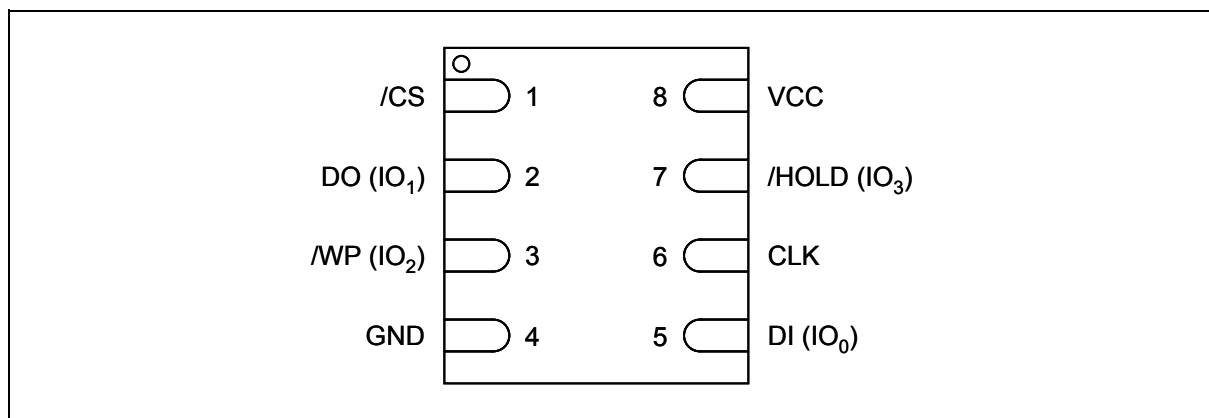 /CS 1 8 VCC
DO (IO₁) 2 7 /HOLD (IO₃)
/WP (IO₂) 3 6 CLK
GND 4 5 DI (IO₀)